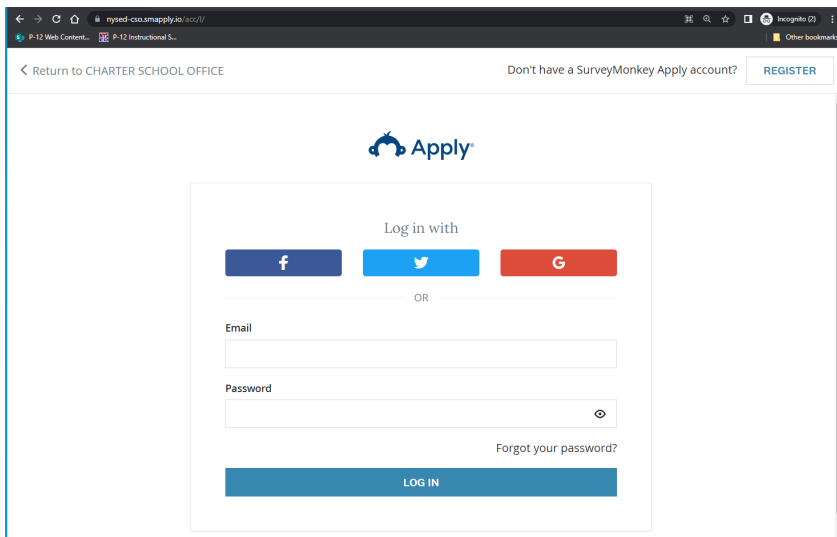 nysed-cso.smapply.io/acc/l/
Incognito (2)
P-12 Web Content...
P-12 Instructional S...
Other bookmarks
Return to CHARTER SCHOOL OFFICE
Don't have a SurveyMonkey Apply account?
REGISTER
Apply
Log in with
f
G
OR
Email
Password
Forgot your password?
LOG IN